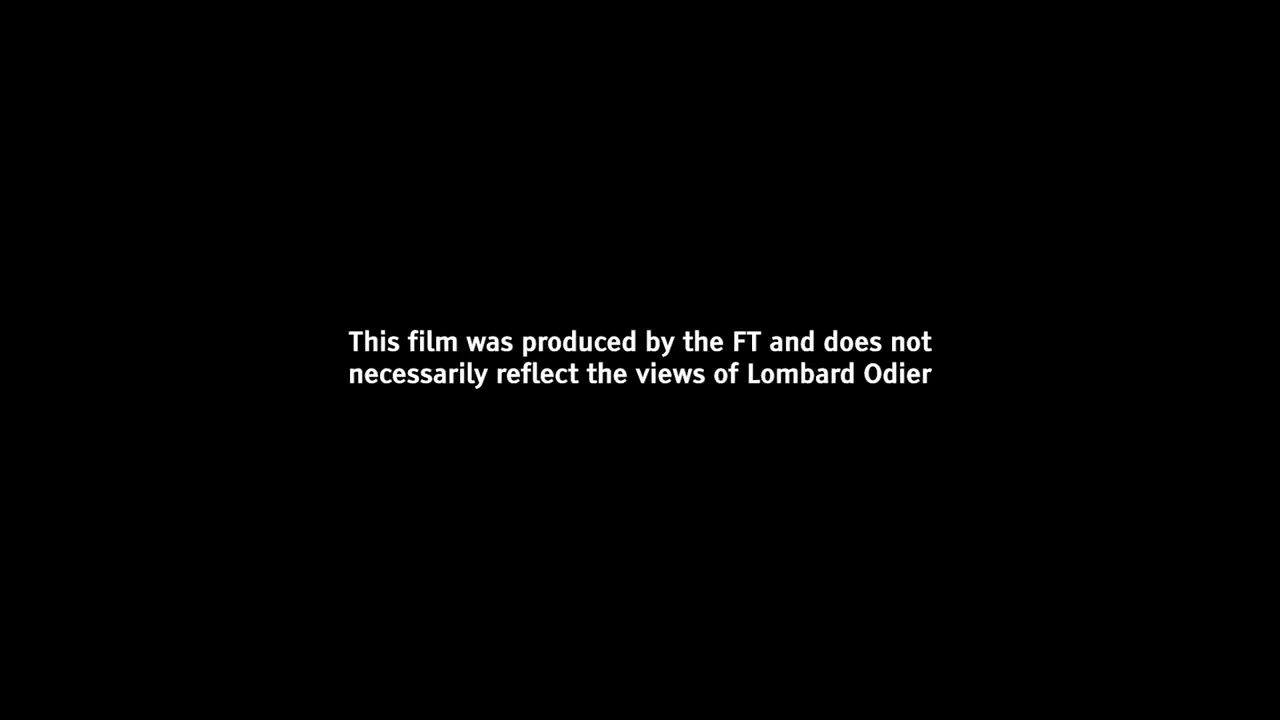 This film was produced by the FT and does not
necessarily reflect the views of Lombard Odier